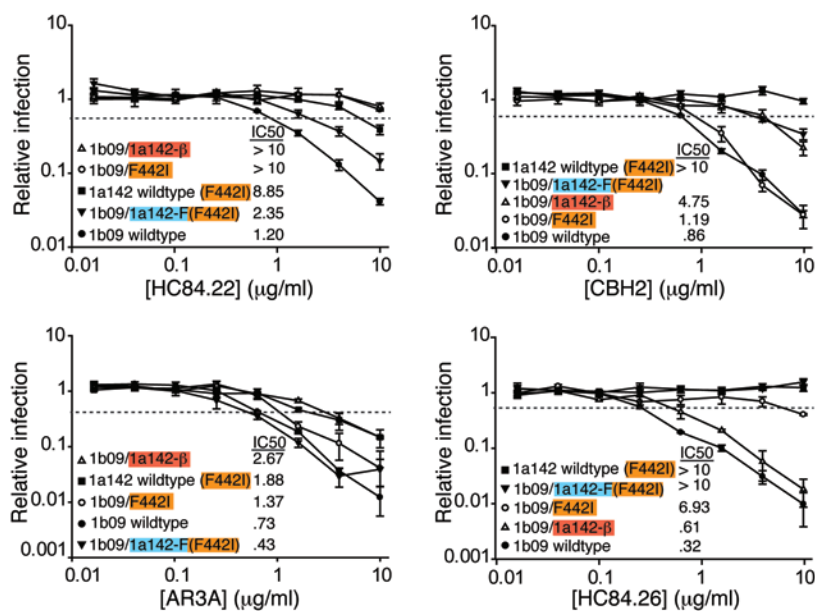 Relative infection
10
1
0.1
0.01
IC50
△ 1b09/1a142-β > 10
○ 1b09/F442I > 10
■ 1a142 wildtype (F442I) 8.85
▼ 1b09/1a142-F(F442I) 2.35
● 1b09 wildtype 1.20
0.01 0.1 1 10
[HC84.22] (μg/ml)
Relative infection
10
1
0.1
0.01
IC50
■ 1a142 wildtype (F442I) > 10
▼ 1b09/1a142-F(F442I)
△ 1b09/1a142-β 4.75
○ 1b09/F442I 1.19
● 1b09 wildtype .86
0.01 0.1 1 10
[CBH2] (μg/ml)
Relative infection
10
1
0.1
0.01
0.001
IC50
△ 1b09/1a142-β 2.67
■ 1a142 wildtype (F442I) 1.88
○ 1b09/F442I 1.37
● 1b09 wildtype .73
▼ 1b09/1a142-F(F442I) .43
0.01 0.1 1 10
[AR3A] (μg/ml)
Relative infection
10
1
0.1
0.01
0.001
IC50
■ 1a142 wildtype (F442I) > 10
▼ 1b09/1a142-F(F442I) > 10
○ 1b09/F442I 6.93
△ 1b09/1a142-β .61
● 1b09 wildtype .32
0.01 0.1 1 10
[HC84.26] (μg/ml)